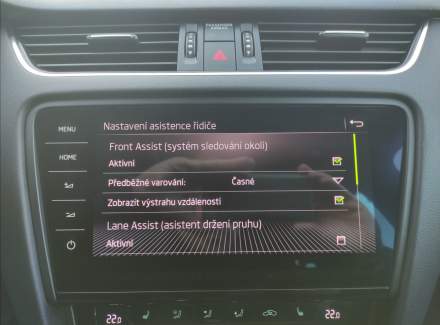 MENU
HOME
Nastavení asistence řidiče
Front Assist (systém sledování okolí)
Aktivní
Předběžné varování: Časné
Zobrazit výstrahu vzdálenosti
Lane Assist (asistent držení pruhu)
Aktivní
22.0 22.0